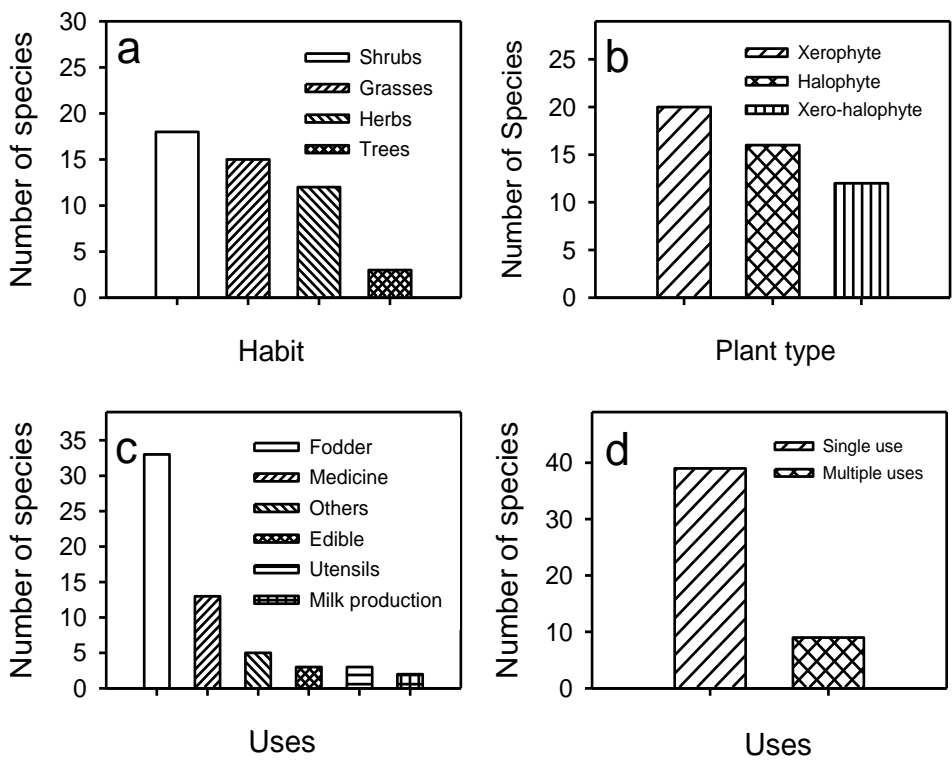 a
Number of species
30
25
20
15
10
5
0
Shrubs
Grasses
Herbs
Trees
Habit
b
Number of Species
25
20
15
10
5
0
Xerophyte
Halophyte
Xero-halophyte
Plant type
c
Number of species
35
30
25
20
15
10
5
0
Fodder
Medicine
Others
Edible
Utensils
Milk production
Uses
d
Number of species
40
30
20
10
0
Single use
Multiple uses
Uses